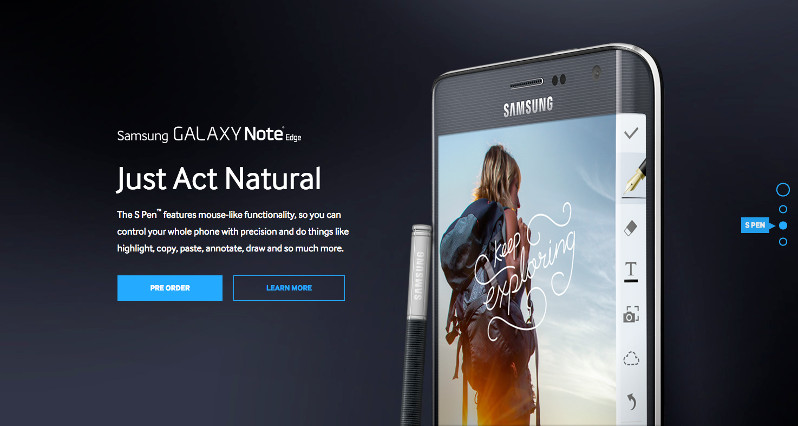 Samsung GALAXY Note Edge
Just Act Natural
The S Pen™ features mouse-like functionality, so you can
control your whole phone with precision and do things like
highlight, copy, paste, annotate, draw and so much more.
PRE ORDER
LEARN MORE
SAMSUNG
SAMSUNG
keep
exploring
T
S PEN